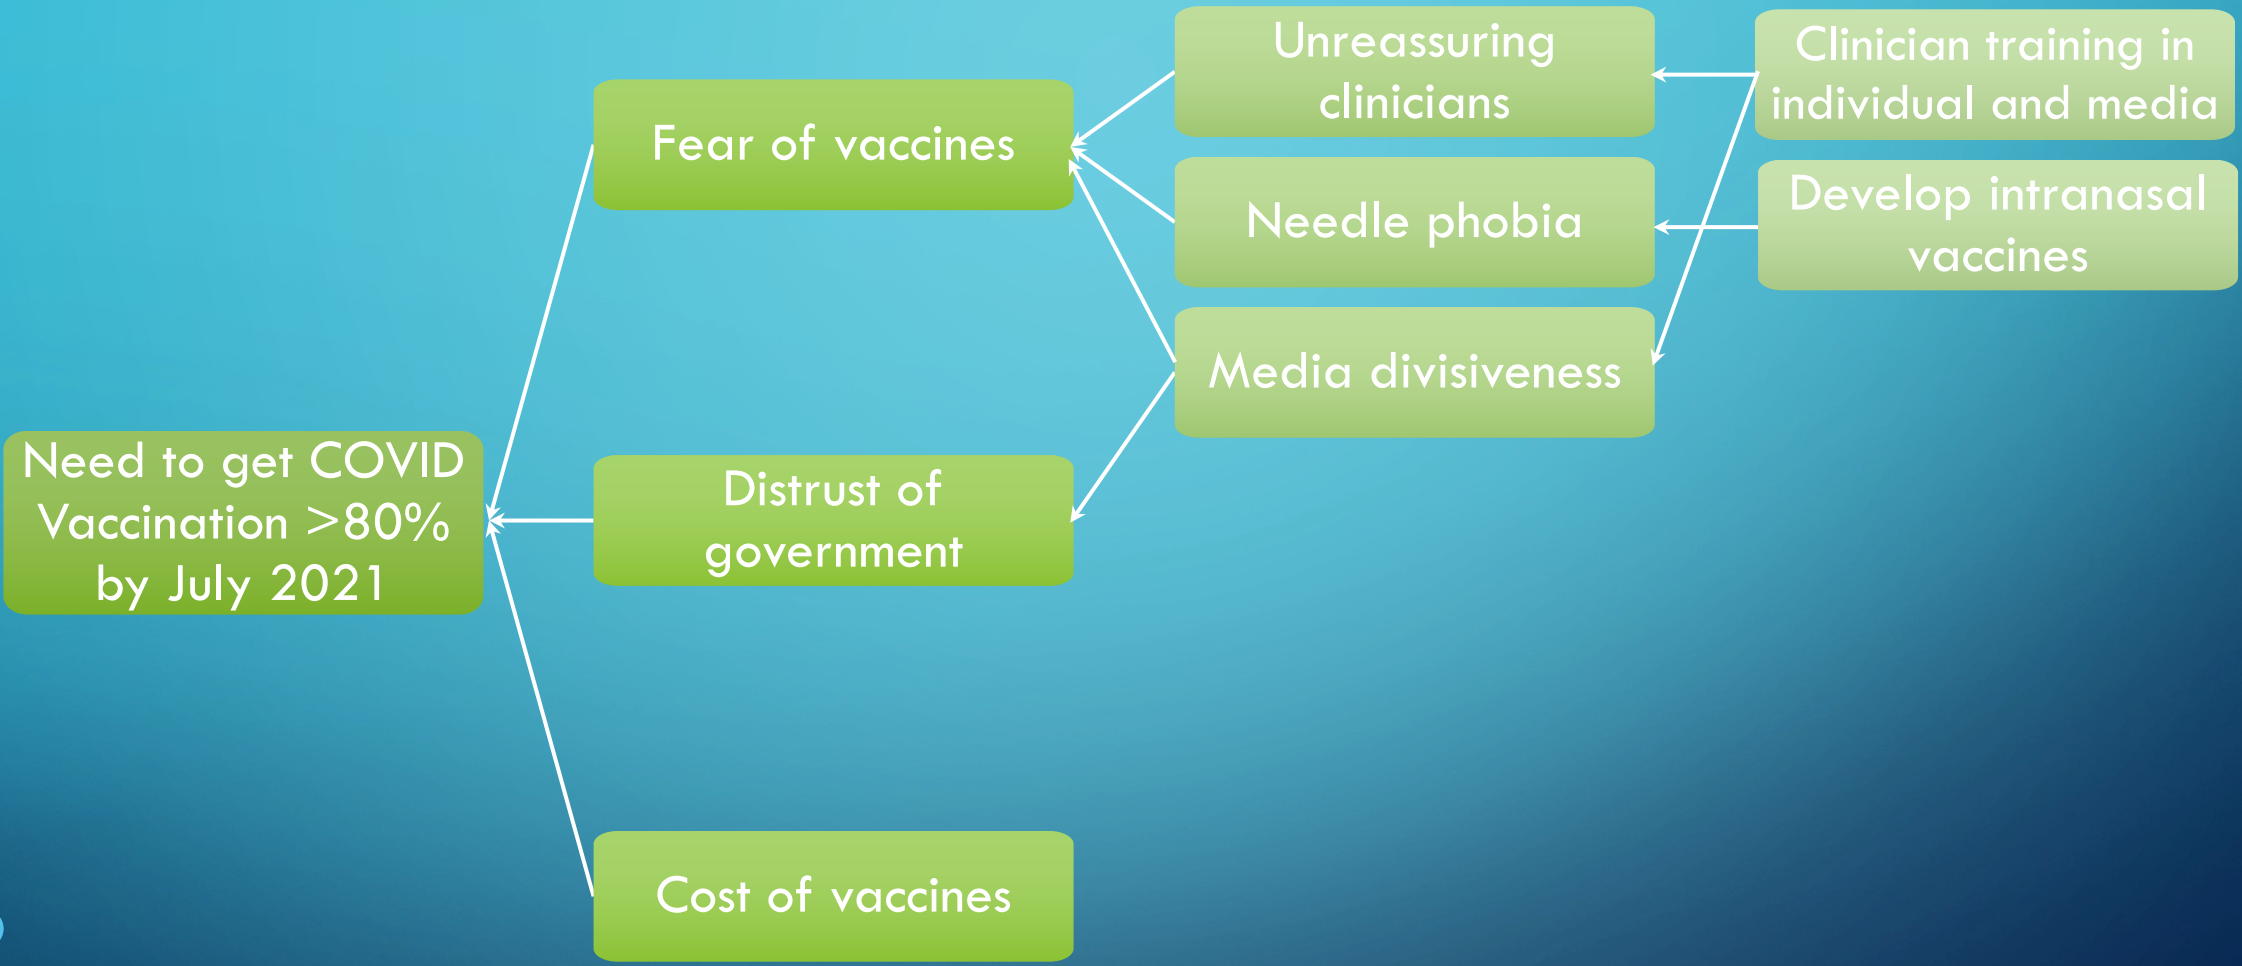 Need to get COVID
Vaccination >80%
by July 2021
Fear of vaccines
Distrust of
government
Cost of vaccines
Unreassuring
clinicians
Needle phobia
Media divisiveness
Clinician training in
individual and media
Develop intranasal
vaccines